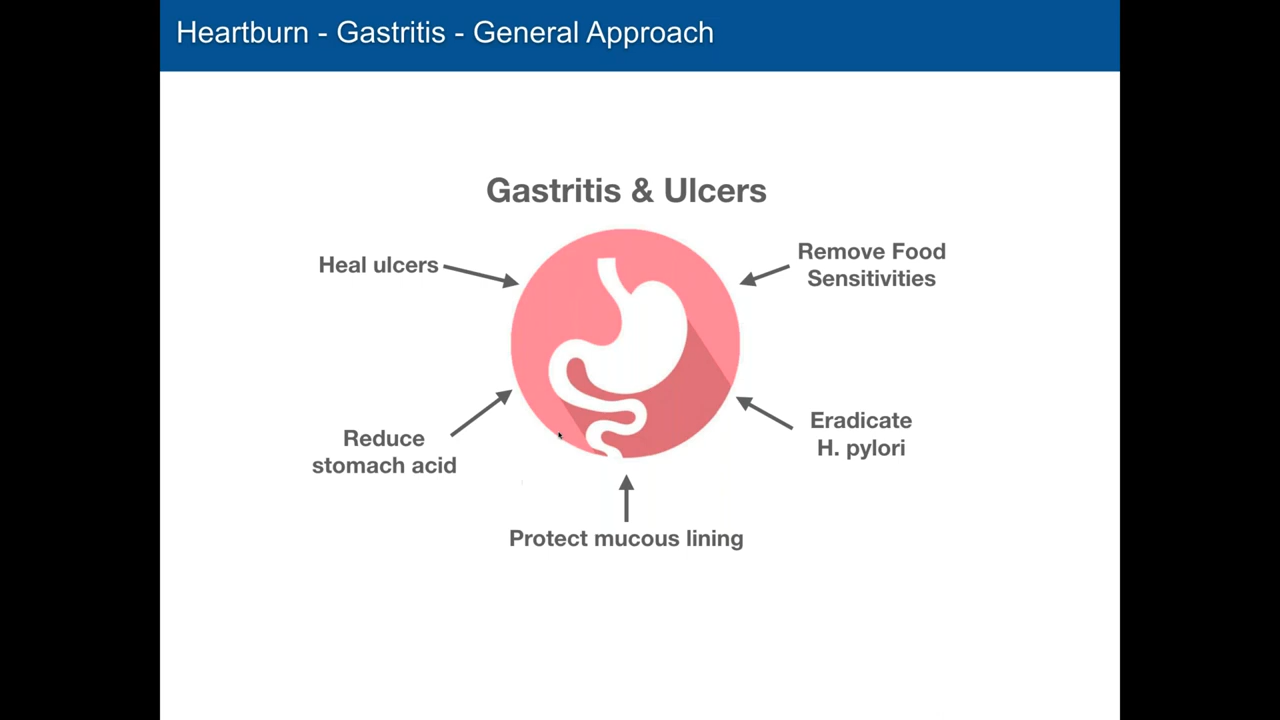 Heartburn - Gastritis - General Approach
Gastritis & Ulcers
Heal ulcers
Remove Food
Sensitivities
Reduce
stomach acid
Eradicate
H. pylori
Protect mucous lining